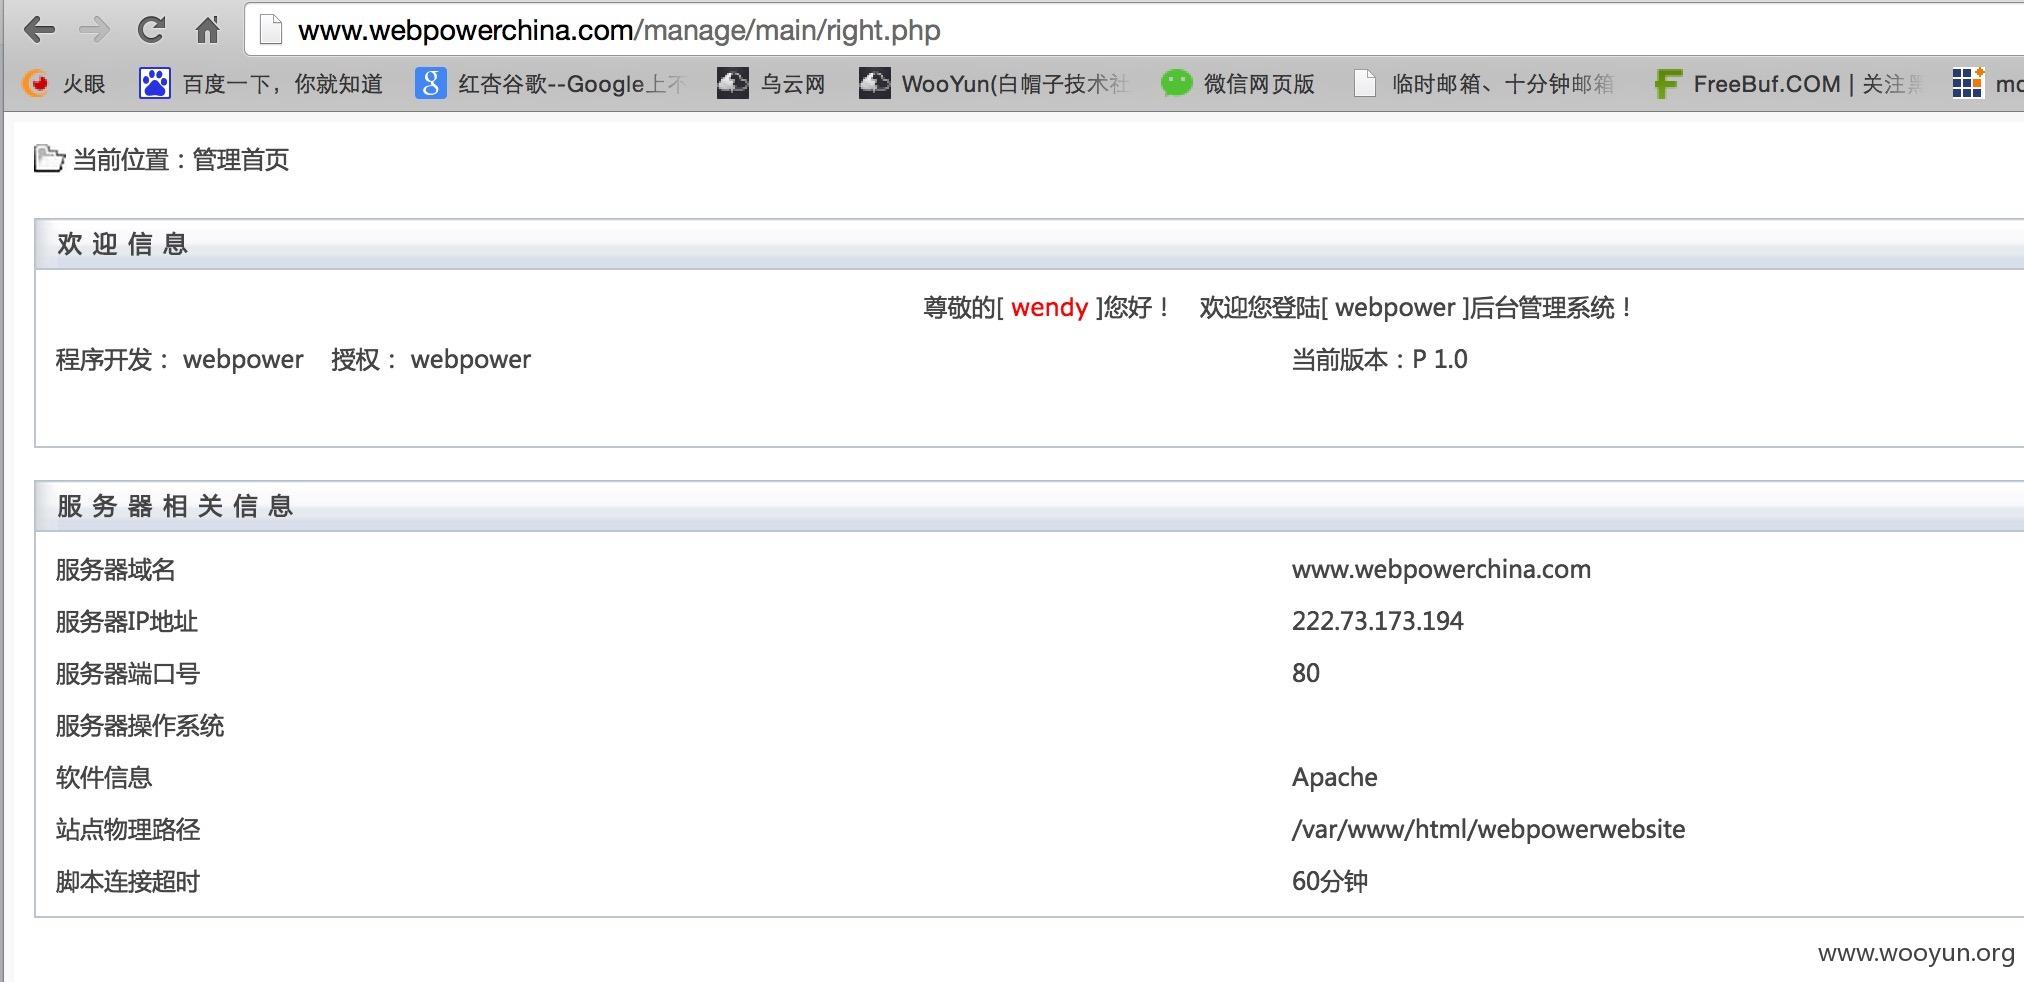 www.webpowerchina.com/manage/main/right.php
火眼 百度一下，你就知道 红杏谷歌--Google上不 乌云网 WooYun(白帽子技术社 微信网页版 临时邮箱、十分钟邮箱 FreeBuf.COM | 关注黑 mo
当前位置：管理首页
欢迎信息
尊敬的[ wendy ]您好！ 欢迎您登陆[ webpower ]后台管理系统！
程序开发： webpower 授权： webpower 当前版本：P 1.0
服务器相关信息
服务器域名 www.webpowerchina.com
服务器IP地址 222.73.173.194
服务器端口号 80
服务器操作系统
软件信息 Apache
站点物理路径 /var/www/html/webpowerwebsite
脚本连接超时 60分钟
www.wooyun.org